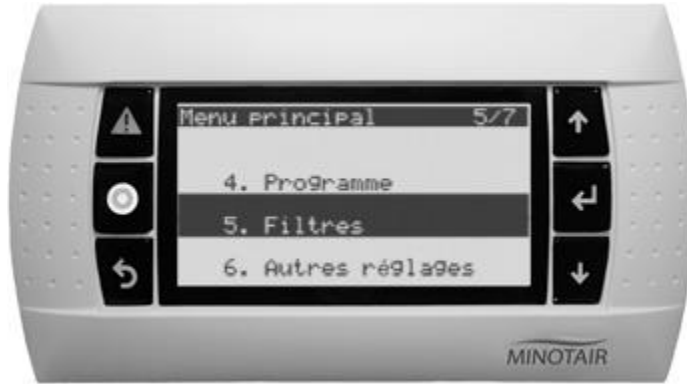 Menu principal 5/7
4. Programme
5. Filtres
6. Autres réglages
MINOTAIR